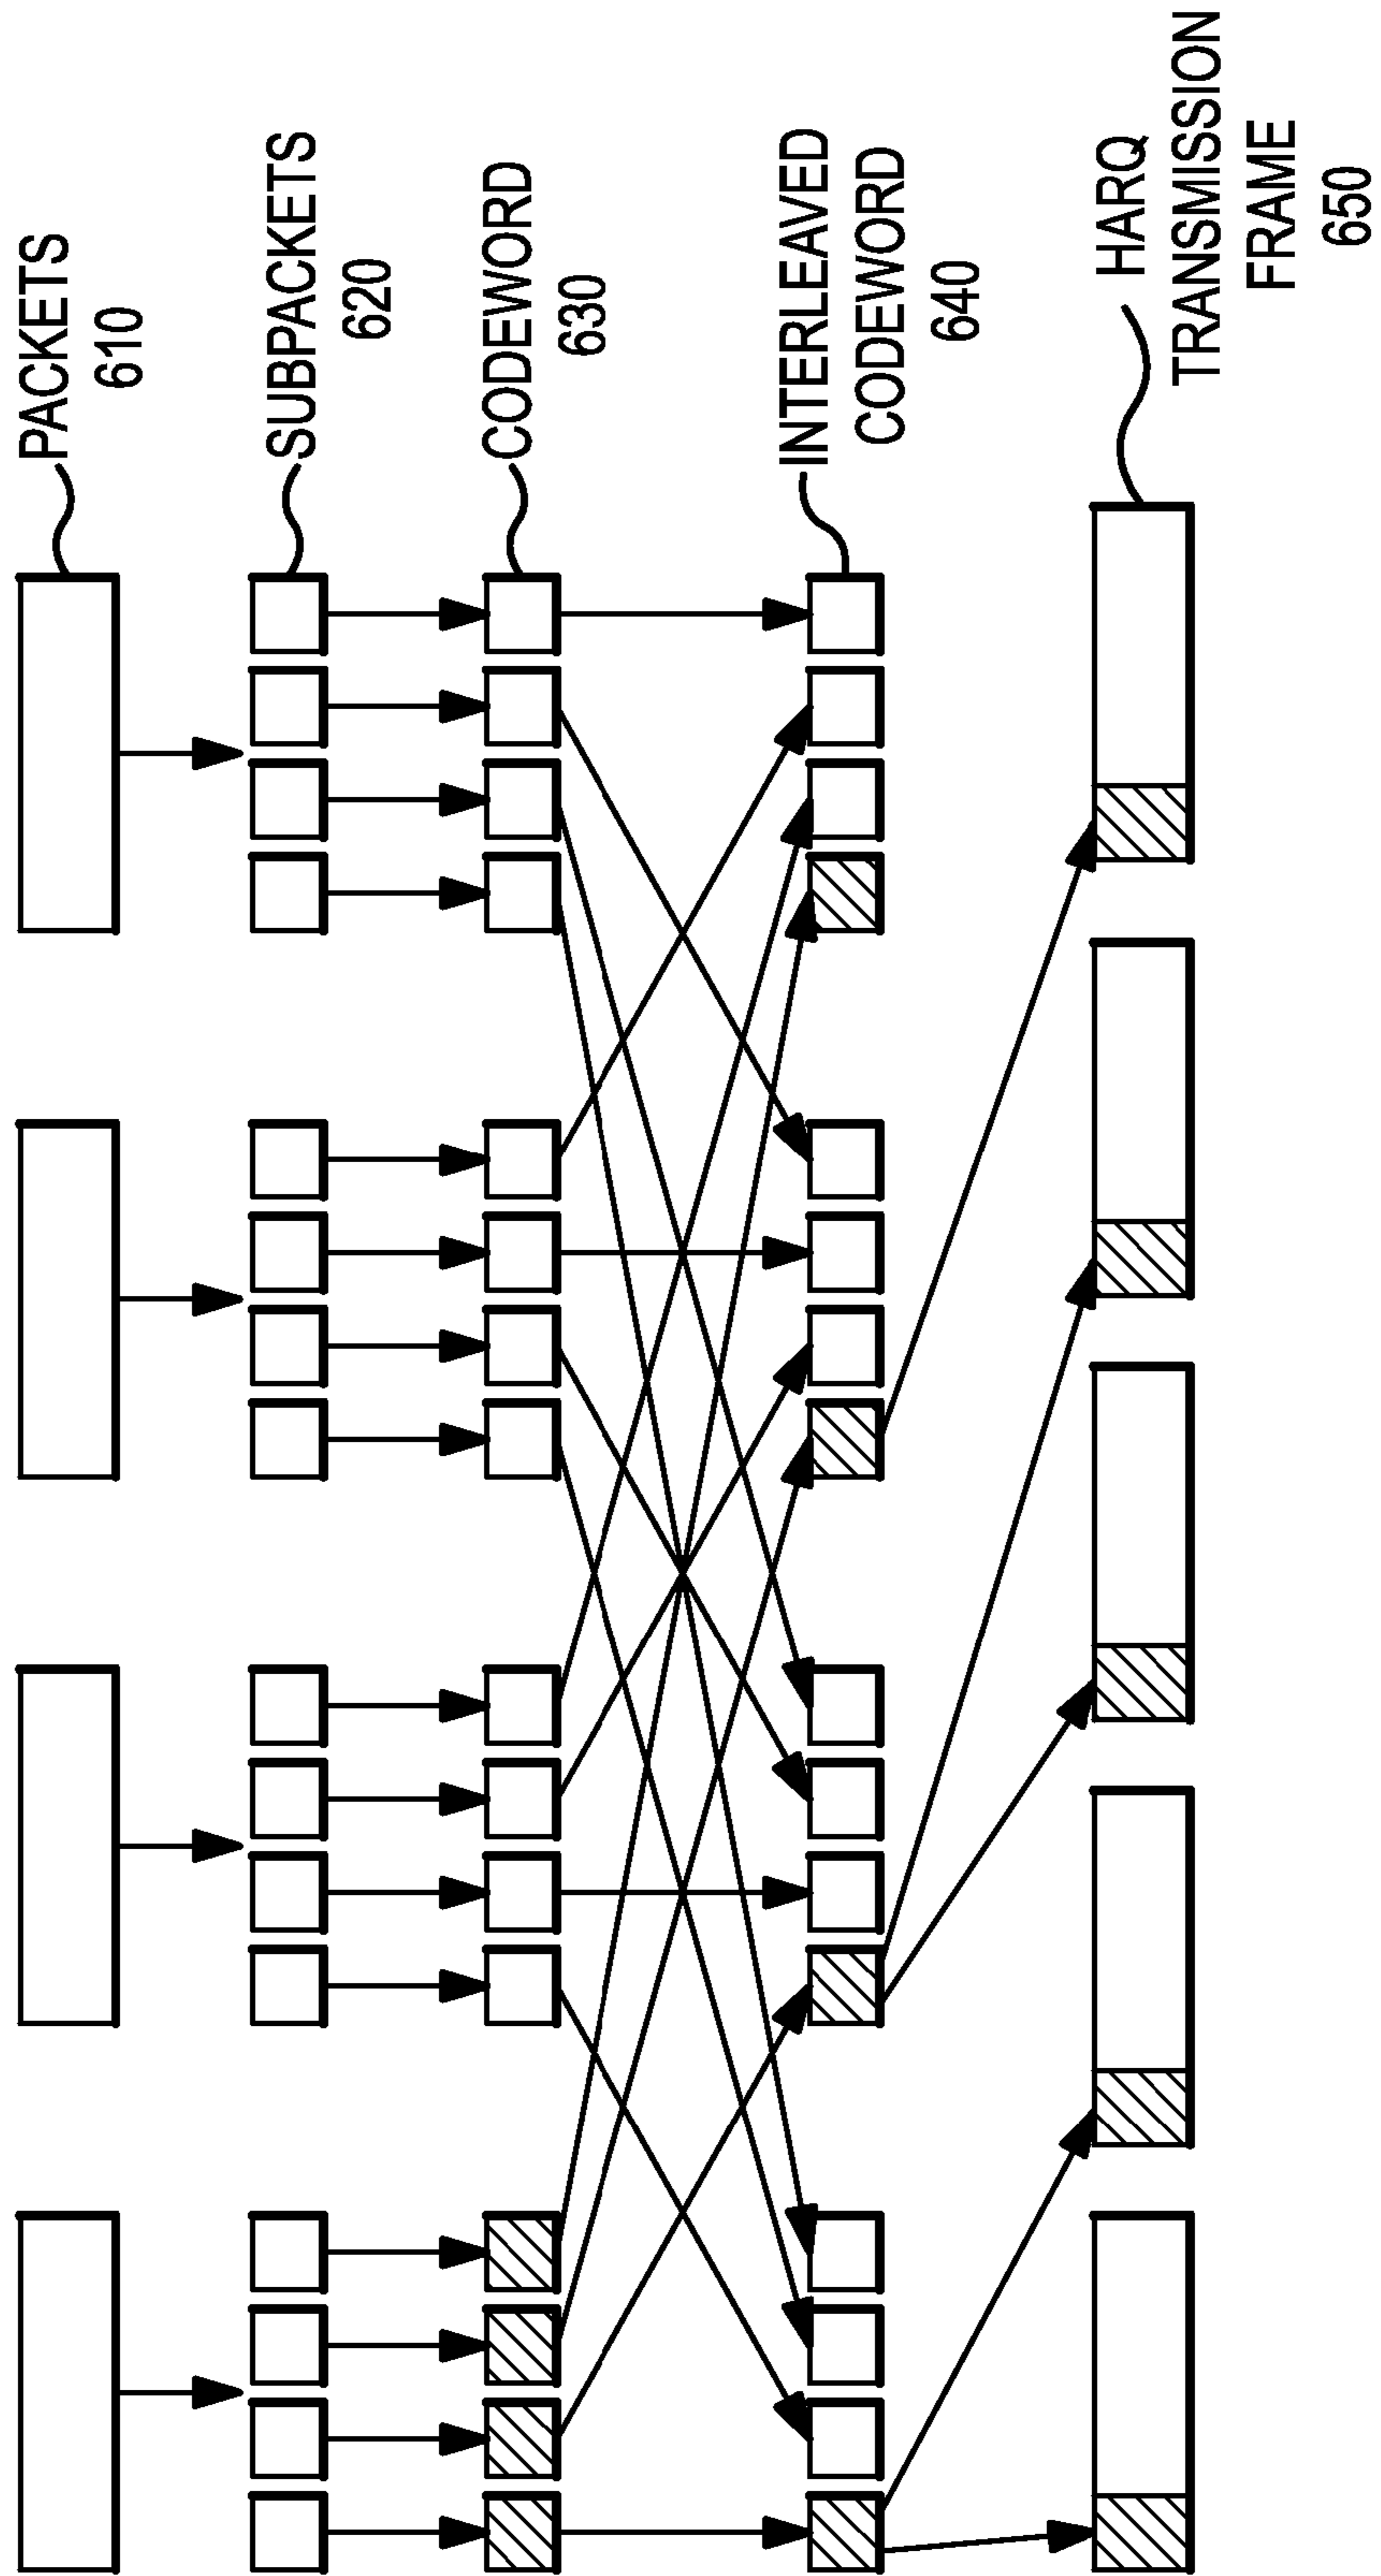 PACKETS
610
SUBPACKETS
620
CODEWORD
630
INTERLEAVED
CODEWORD
640
HARQ
TRANSMISSION
FRAME
650